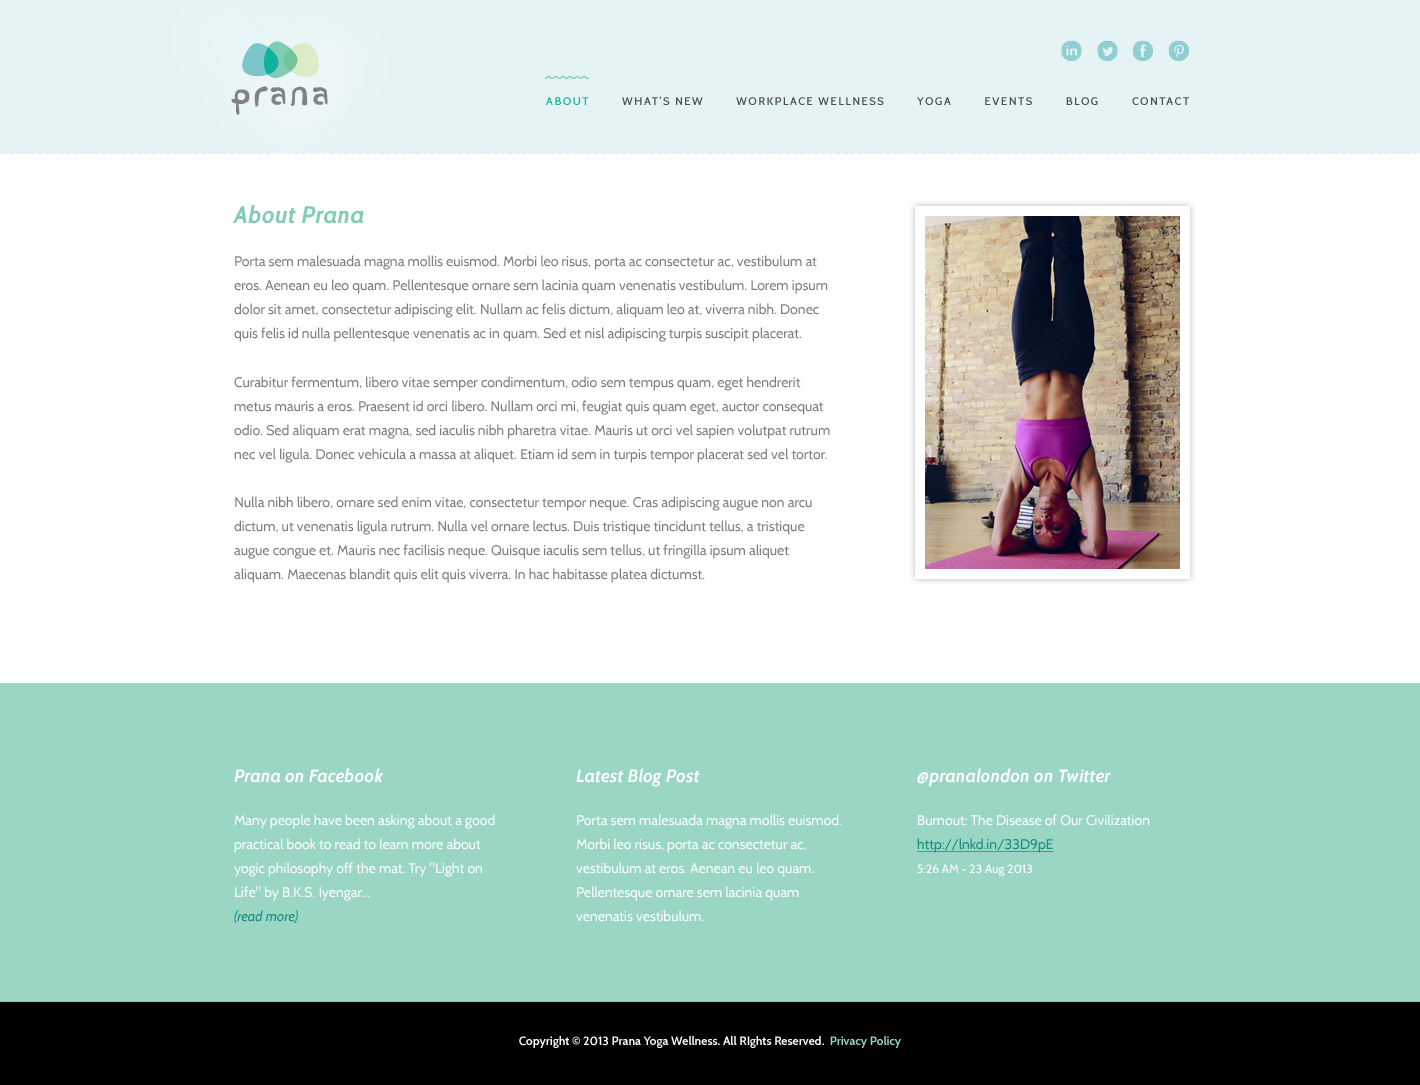 prana
ABOUT WHAT'S NEW WORKPLACE WELLNESS YOGA EVENTS BLOG CONTACT
About Prana
Porta sem malesuada magna mollis euismod. Morbi leo risus, porta ac consectetur ac, vestibulum at
eros. Aenean eu leo quam. Pellentesque ornare sem lacinia quam venenatis vestibulum. Lorem ipsum
dolor sit amet, consectetur adipiscing elit. Nullam ac felis dictum, aliquam leo at, viverra nibh. Donec
quis felis id nulla pellentesque venenatis ac in quam. Sed et nisl adipiscing turpis suscipit placerat.
Curabitur fermentum, libero vitae semper condimentum, odio sem tempus quam, eget hendrerit
metus mauris a eros. Praesent id orci libero. Nullam orci mi, feugiat quis quam eget, auctor consequat
odio. Sed aliquam erat magna, sed iaculis nibh pharetra vitae. Mauris ut orci vel sapien volutpat rutrum
nec vel ligula. Donec vehicula a massa at aliquet. Etiam id sem in turpis tempor placerat sed vel tortor.
Nulla nibh libero, ornare sed enim vitae, consectetur tempor neque. Cras adipiscing augue non arcu
dictum, ut venenatis ligula rutrum. Nulla vel ornare lectus. Duis tristique tincidunt tellus, a tristique
augue congue et. Mauris nec facilisis neque. Quisque iaculis sem tellus, ut fringilla ipsum aliquet
aliquam. Maecenas blandit quis elit quis viverra. In hac habitasse platea dictumst.
Prana on Facebook
Many people have been asking about a good
practical book to read to learn more about
yogic philosophy off the mat. Try "Light on
Life" by B.K.S. Iyengar...
(read more)
Latest Blog Post
Porta sem malesuada magna mollis euismod.
Morbi leo risus, porta ac consectetur ac,
vestibulum at eros. Aenean eu leo quam.
Pellentesque ornare sem lacinia quam
venenatis vestibulum.
@pranalondon on Twitter
Burnout: The Disease of Our Civilization
http://lnkd.in/33D9pE
5:26 AM - 23 Aug 2013
Copyright © 2013 Prana Yoga Wellness. All RIghts Reserved. Privacy Policy